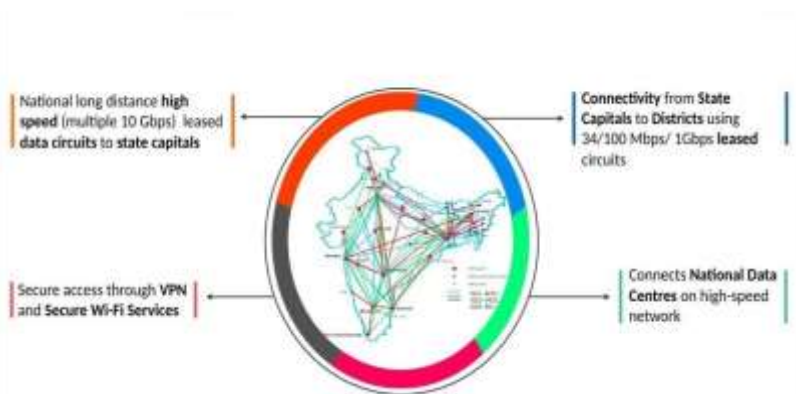 National long distance high
speed (multiple 10 Gbps) leased
data circuits to state capitals
Connectivity from State
Capitals to Districts using
34/100 Mbps/ 1Gbps leased
circuits
Secure access through VPN
and Secure Wi-Fi Services
Connects National Data
Centres on high-speed
network